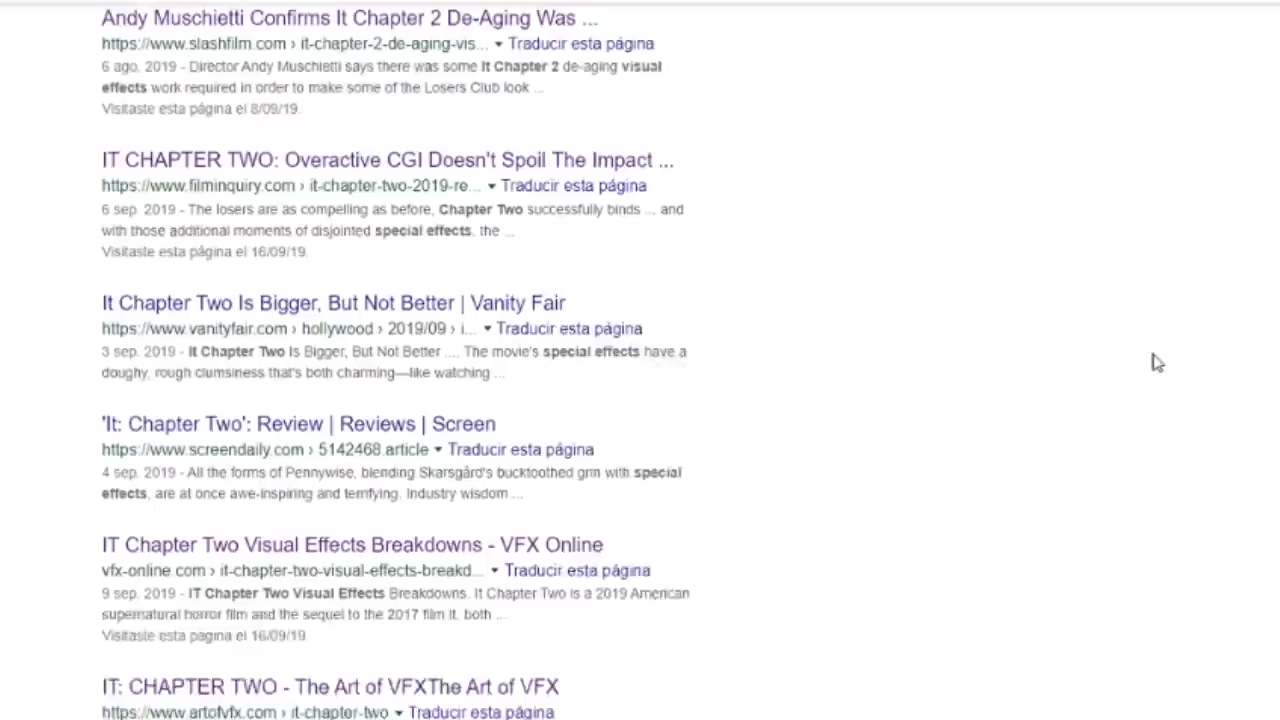 Andy Muschietti Confirms It Chapter 2 De-Aging Was ...
https://www.slashfilm.com › it-chapter-2-de-aging-vis... ▾ Traducir esta página
6 ago. 2019 - Director Andy Muschietti says there was some It Chapter 2 de-aging visual
effects work required in order to make some of the Losers Club look ...
Visitaste esta página el 8/09/19.
IT CHAPTER TWO: Overactive CGI Doesn't Spoil The Impact ...
https://www.filminquiry.com › it-chapter-two-2019-re... ▾ Traducir esta página
6 sep. 2019 - The losers are as compelling as before, Chapter Two successfully binds ... and
with those additional moments of disjointed special effects, the ...
Visitaste esta página el 16/09/19.
It Chapter Two Is Bigger, But Not Better | Vanity Fair
https://www.vanityfair.com › hollywood › 2019/09 › i... ▾ Traducir esta página
3 sep. 2019 - It Chapter Two Is Bigger, But Not Better .... The movie's special effects have a
doughy, rough clumsiness that's both charming—like watching ...
'It: Chapter Two': Review | Reviews | Screen
https://www.screendaily.com › 5142468.article ▾ Traducir esta página
4 sep. 2019 - All the forms of Pennywise, blending Skarsgård's bucktoothed grin with special
effects, are at once awe-inspiring and terrifying. Industry wisdom ...
IT Chapter Two Visual Effects Breakdowns - VFX Online
vfx-online.com › it-chapter-two-visual-effects-breakd... ▾ Traducir esta página
9 sep. 2019 - IT Chapter Two Visual Effects Breakdowns. It Chapter Two is a 2019 American
supernatural horror film and the sequel to the 2017 film It, both ...
Visitaste esta página el 16/09/19.
IT: CHAPTER TWO - The Art of VFXThe Art of VFX
https://www.artofvfx.com › it-chapter-two ▾ Traducir esta página